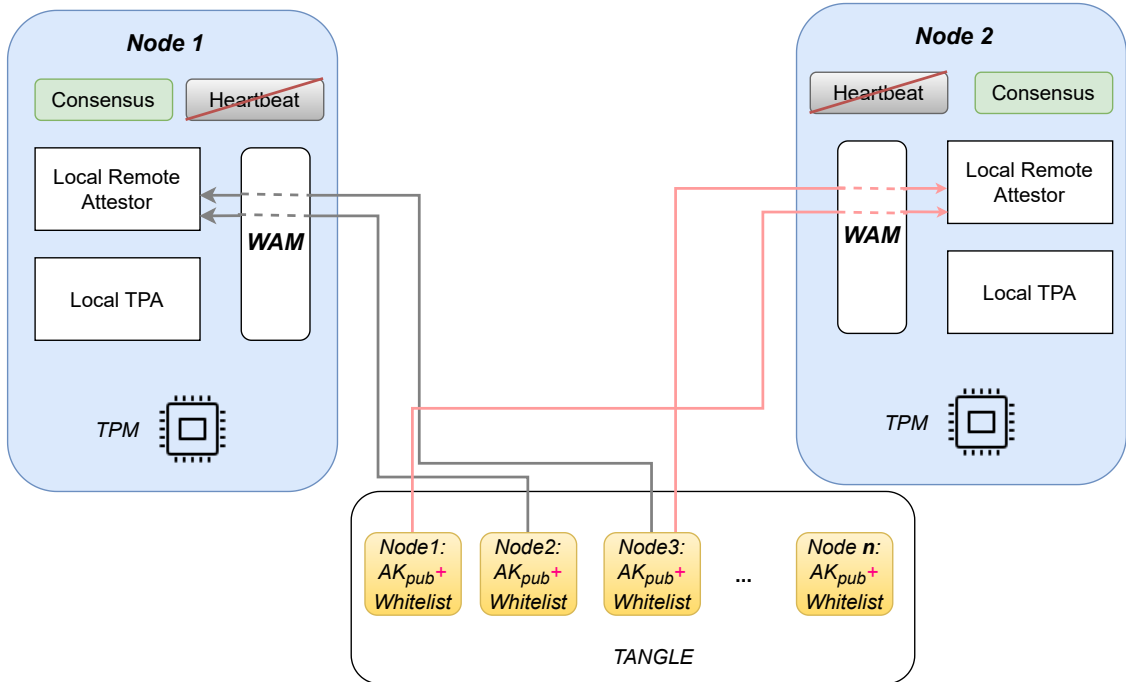 Node 1
Consensus
Heartbeat
Local Remote
Attestor
WAM
Local TPA
TPM
Node 2
Heartbeat
Consensus
Local Remote
Attestor
WAM
Local TPA
TPM
Node1:
AKpub+
Whitelist
Node2:
AKpub+
Whitelist
Node3:
AKpub+
Whitelist
...
Node n:
AKpub+
Whitelist
TANGLE